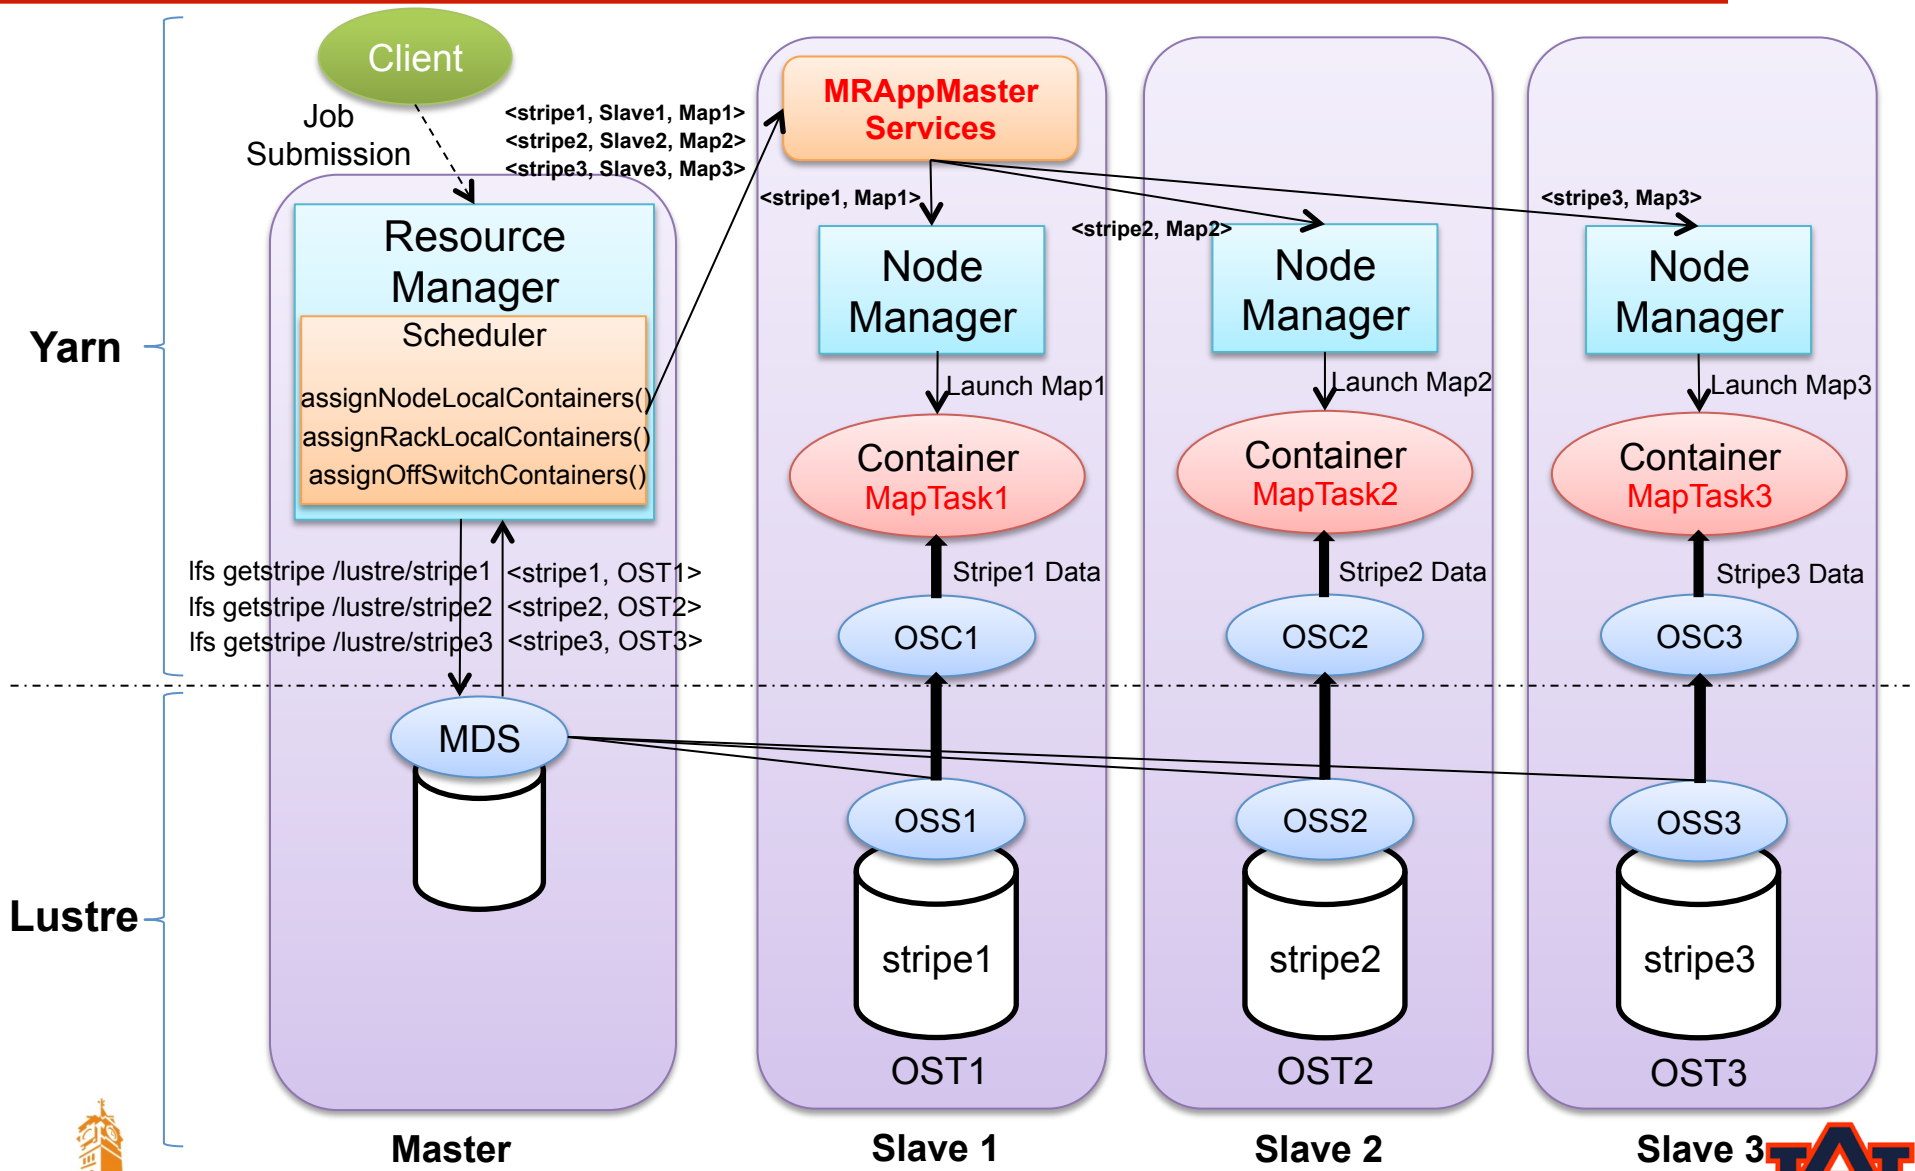 Client
Job
Submission
<stripe1, Slave1, Map1>
<stripe2, Slave2, Map2>
<stripe3, Slave3, Map3>
MRAppMaster
Services
<stripe1, Map1>
<stripe2, Map2>
<stripe3, Map3>
Resource
Manager
Scheduler
assignNodeLocalContainers()
assignRackLocalContainers()
assignOffSwitchContainers()
Node
Manager
Node
Manager
Node
Manager
Yarn
Launch Map1
Launch Map2
Launch Map3
Container
MapTask1
Container
MapTask2
Container
MapTask3
lfs getstripe /lustre/stripe1
lfs getstripe /lustre/stripe2
lfs getstripe /lustre/stripe3
<stripe1, OST1>
<stripe2, OST2>
<stripe3, OST3>
Stripe1 Data
Stripe2 Data
Stripe3 Data
OSC1
OSC2
OSC3
MDS
OSS1
OSS2
OSS3
Lustre
stripe1
stripe2
stripe3
OST1
OST2
OST3
Master
Slave 1
Slave 2
Slave 3